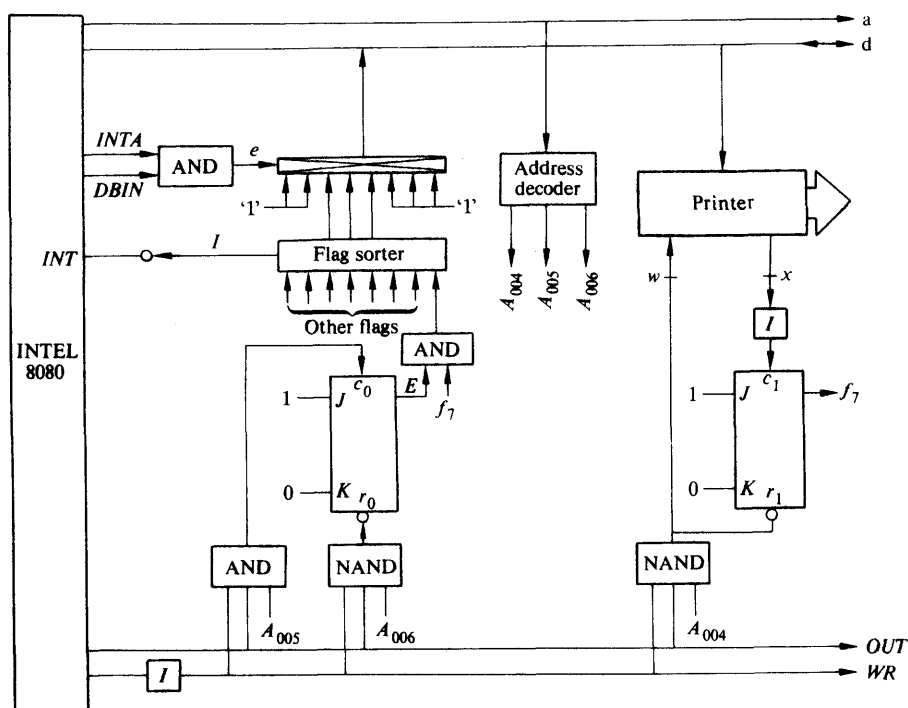 a
d
INTA
AND
e
DBIN
'1'
'1'
Address
decoder
Printer
INT
I
Flag sorter
A004
A005
A006
w
x
I
Other flags
AND
INTEL
8080
c0
E
f7
1
J
c1
f7
1
J
0
K
r0
0
K
r1
AND
NAND
NAND
A005
A006
A004
OUT
I
WR